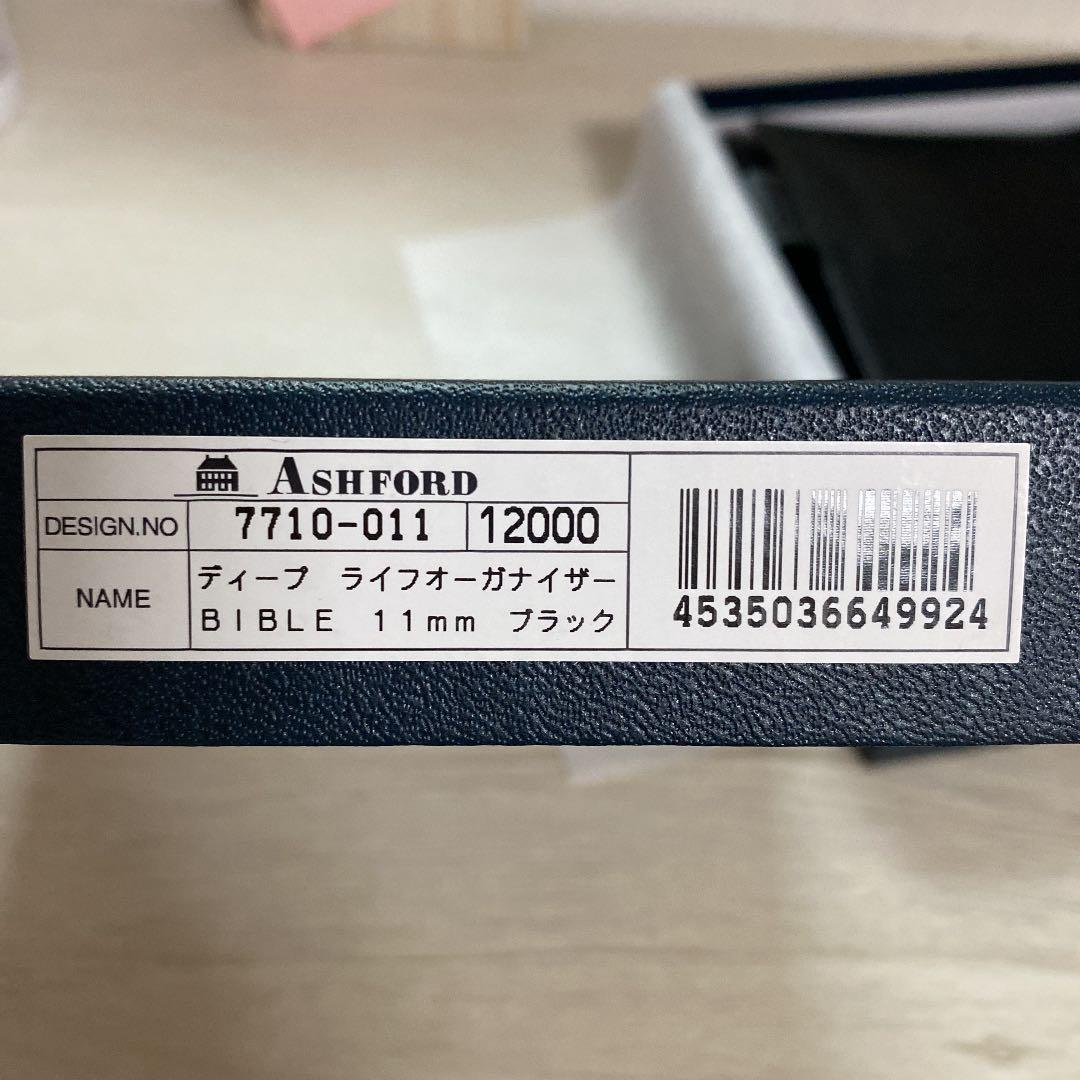 ASHFORD
DESIGN.NO 7710-011 12000
NAME ディープ ライフオーガナイザー
BIBLE 11mm ブラック
4535036649924